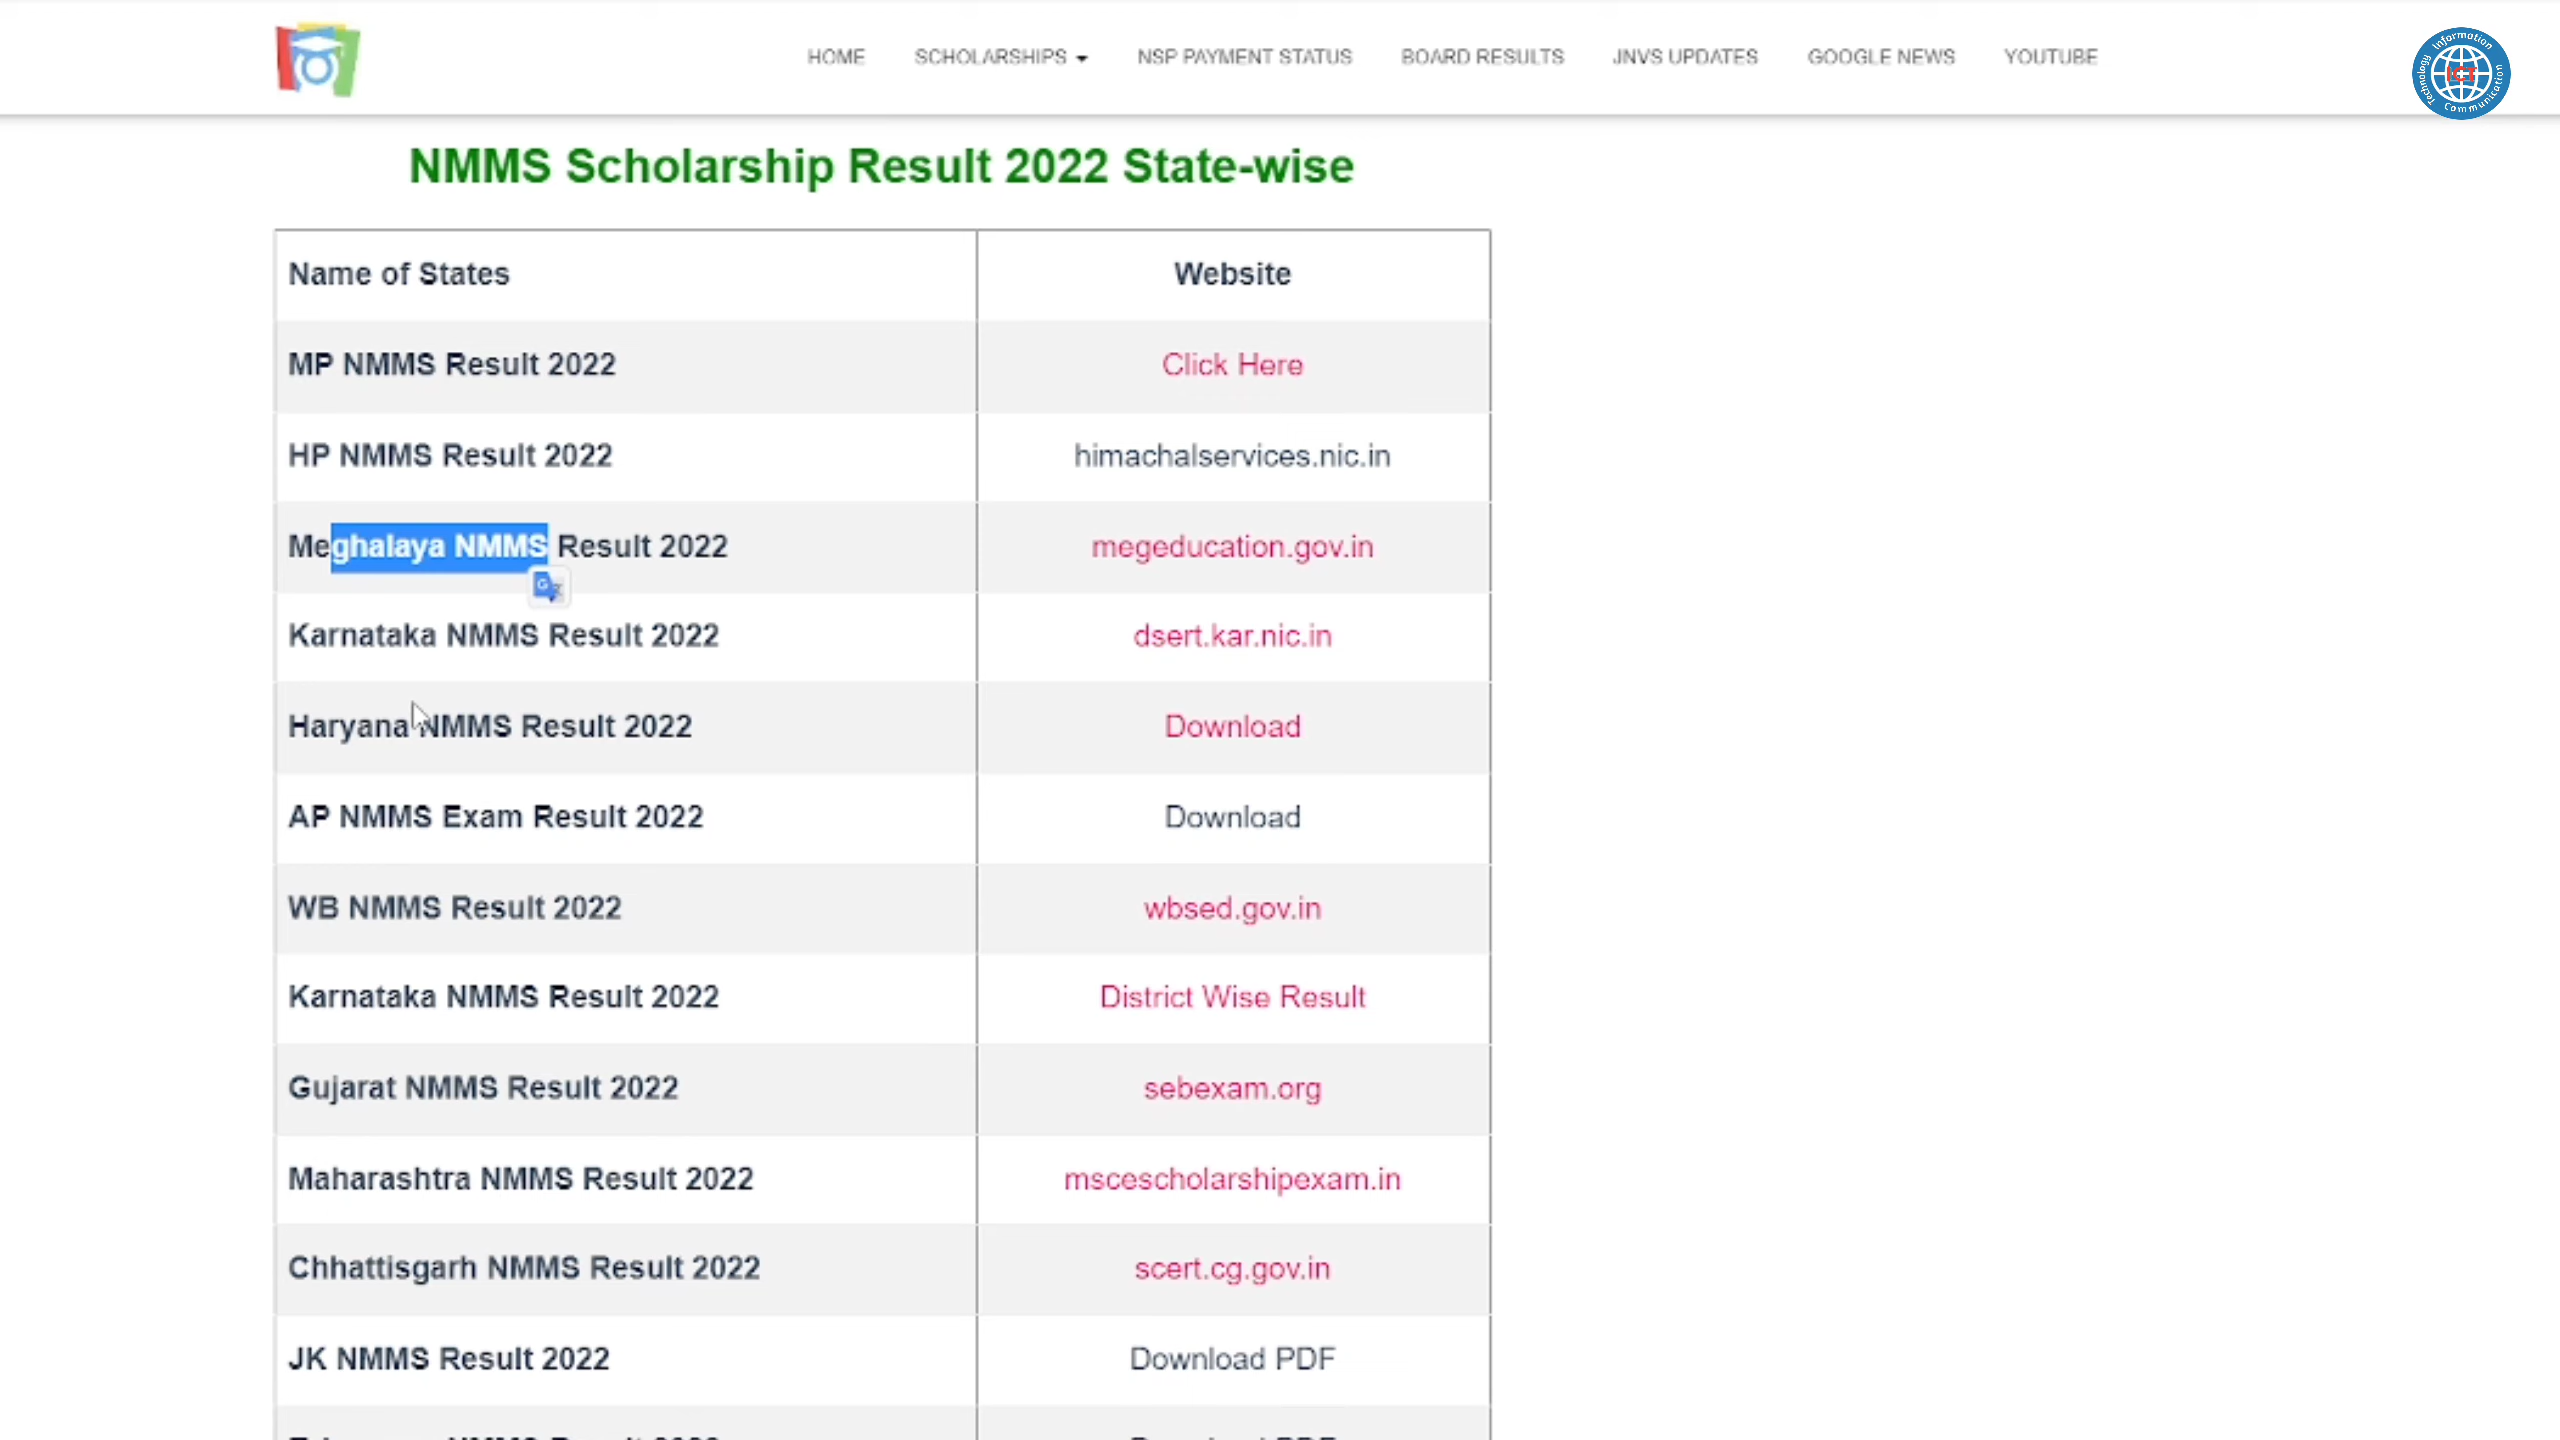 HOME SCHOLARSHIPS NSP PAYMENT STATUS BOARD RESULTS JNVS UPDATES GOOGLE NEWS YOUTUBE
Information
Communication
Technology
ICT
NMMS Scholarship Result 2022 State-wise
Name of States Website
MP NMMS Result 2022 Click Here
HP NMMS Result 2022 himachalservices.nic.in
Meghalaya NMMS Result 2022 megeducation.gov.in
Karnataka NMMS Result 2022 dsert.kar.nic.in
Haryana NMMS Result 2022 Download
AP NMMS Exam Result 2022 Download
WB NMMS Result 2022 wbsed.gov.in
Karnataka NMMS Result 2022 District Wise Result
Gujarat NMMS Result 2022 sebexam.org
Maharashtra NMMS Result 2022 mscescholarshipexam.in
Chhattisgarh NMMS Result 2022 scert.cg.gov.in
JK NMMS Result 2022 Download PDF